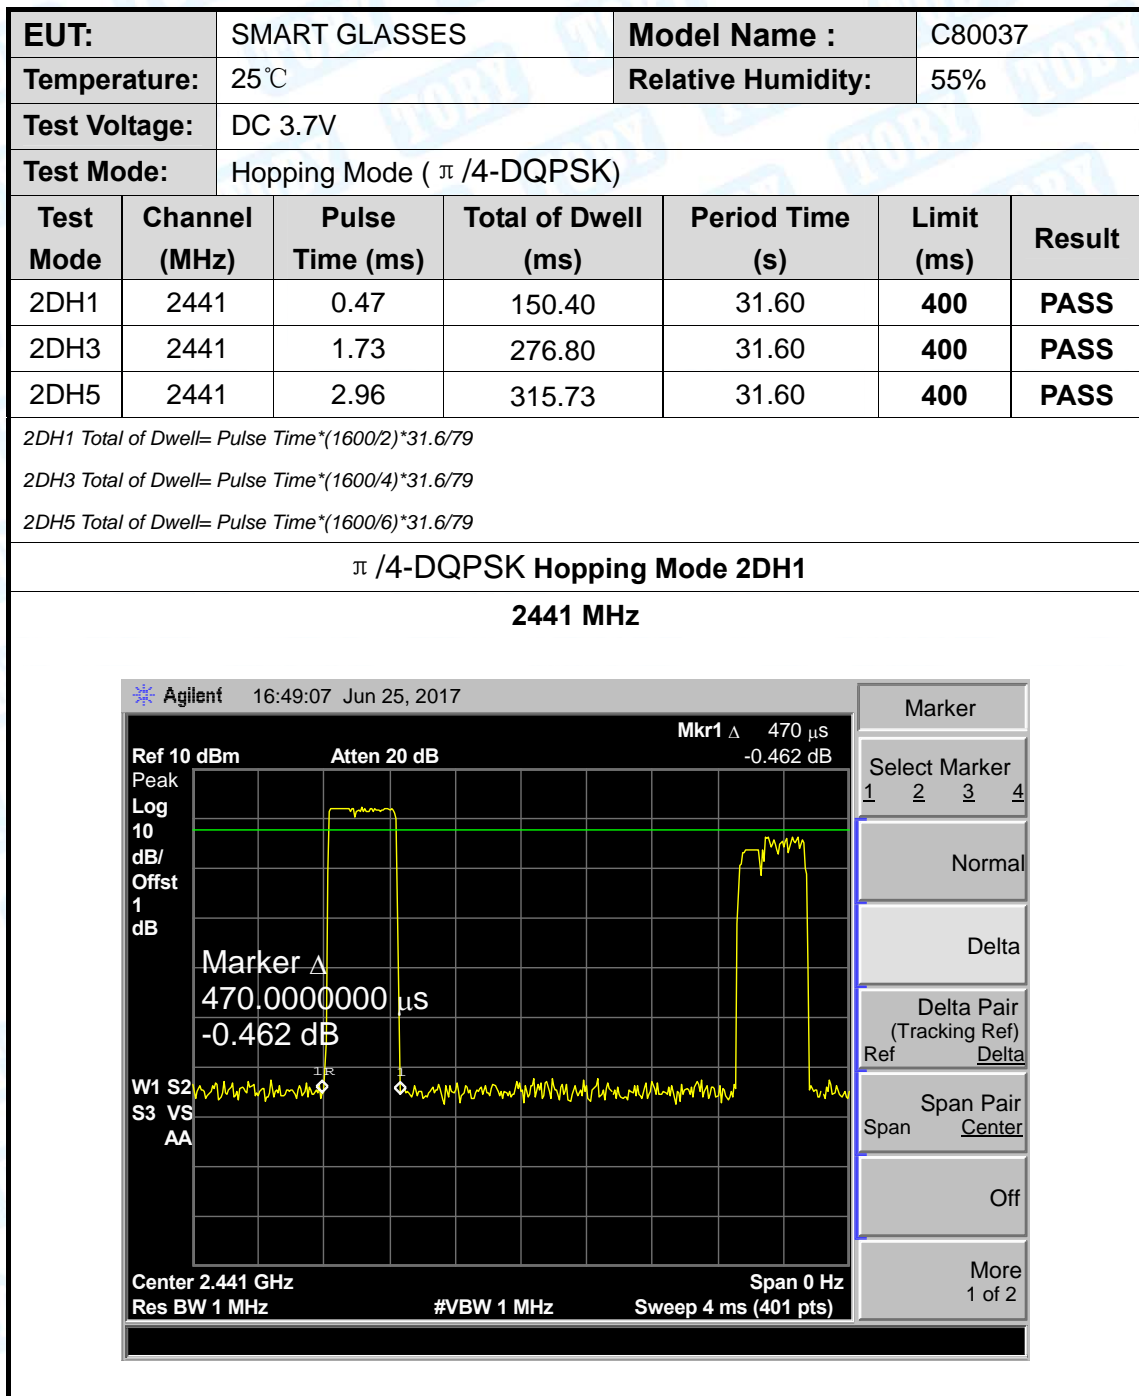 EUT: SMART GLASSES Model Name : C80037
Temperature: 25℃ Relative Humidity: 55%
Test Voltage: DC 3.7V
Test Mode: Hopping Mode ( π /4-DQPSK)
Test Mode Channel (MHz) Pulse Time (ms) Total of Dwell (ms) Period Time (s) Limit (ms) Result
2DH1 2441 0.47 150.40 31.60 400 PASS
2DH3 2441 1.73 276.80 31.60 400 PASS
2DH5 2441 2.96 315.73 31.60 400 PASS
2DH1 Total of Dwell= Pulse Time*(1600/2)*31.6/79
2DH3 Total of Dwell= Pulse Time*(1600/4)*31.6/79
2DH5 Total of Dwell= Pulse Time*(1600/6)*31.6/79
π /4-DQPSK Hopping Mode 2DH1
2441 MHz
Agilent 16:49:07 Jun 25, 2017
Mkr1 Δ 470 μs
Ref 10 dBm Atten 20 dB -0.462 dB
Peak
Log
10
dB/
Offst
1
dB
Marker Δ
470.0000000 μs
-0.462 dB
1R 1
W1 S2
S3 VS
AA
Center 2.441 GHz Span 0 Hz
Res BW 1 MHz #VBW 1 MHz Sweep 4 ms (401 pts)
Marker
Select Marker
1 2 3 4
Normal
Delta
Delta Pair
(Tracking Ref)
Ref Delta
Span Pair
Span Center
Off
More
1 of 2
TOBY